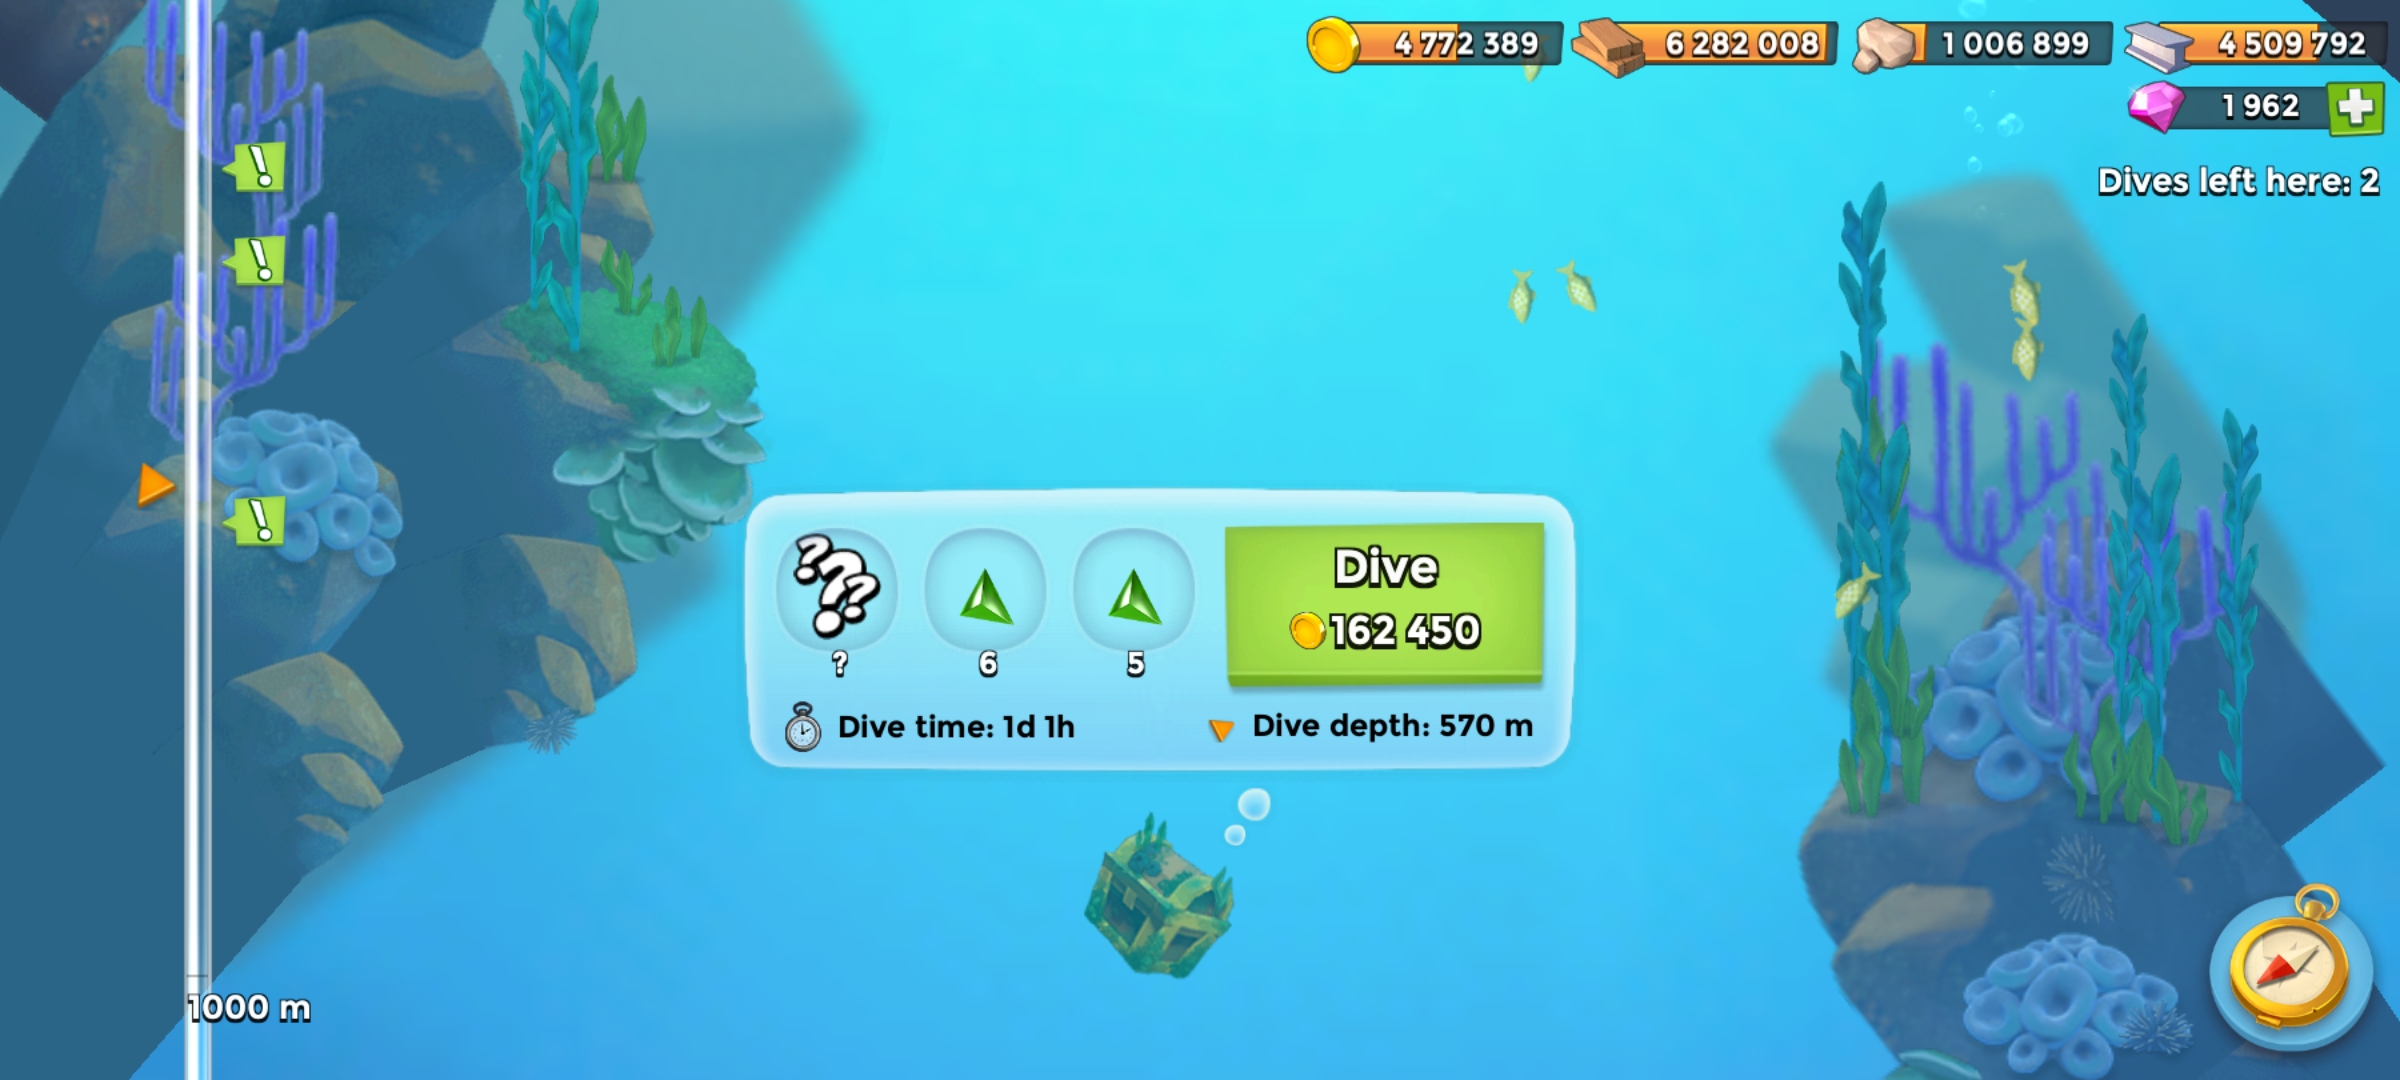 4 772 389
6 282 008
1 006 899
4 509 792
1 962
Dives left here: 2
!
!
!
???
?
6
5
Dive
162 450
Dive time: 1d 1h
Dive depth: 570 m
1000 m